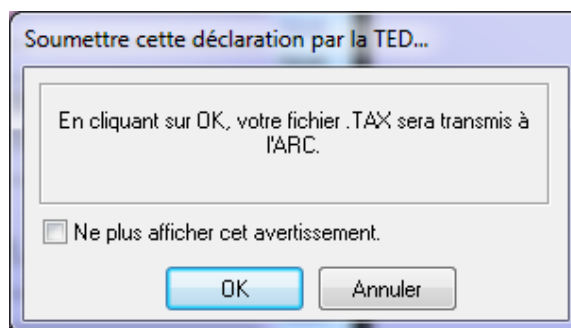 Soumettre cette déclaration par la TED...
En cliquant sur OK, votre fichier .TAX sera transmis à
l'ARC.
Ne plus afficher cet avertissement.
OK
Annuler